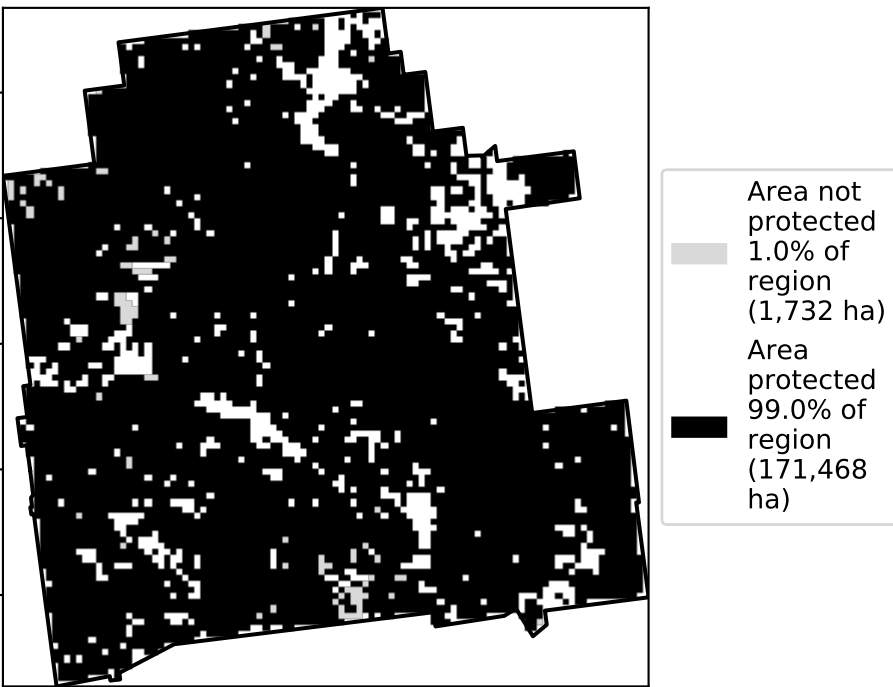 Area not
protected
1.0% of
region
(1,732 ha)
Area
protected
99.0% of
region
(171,468
ha)